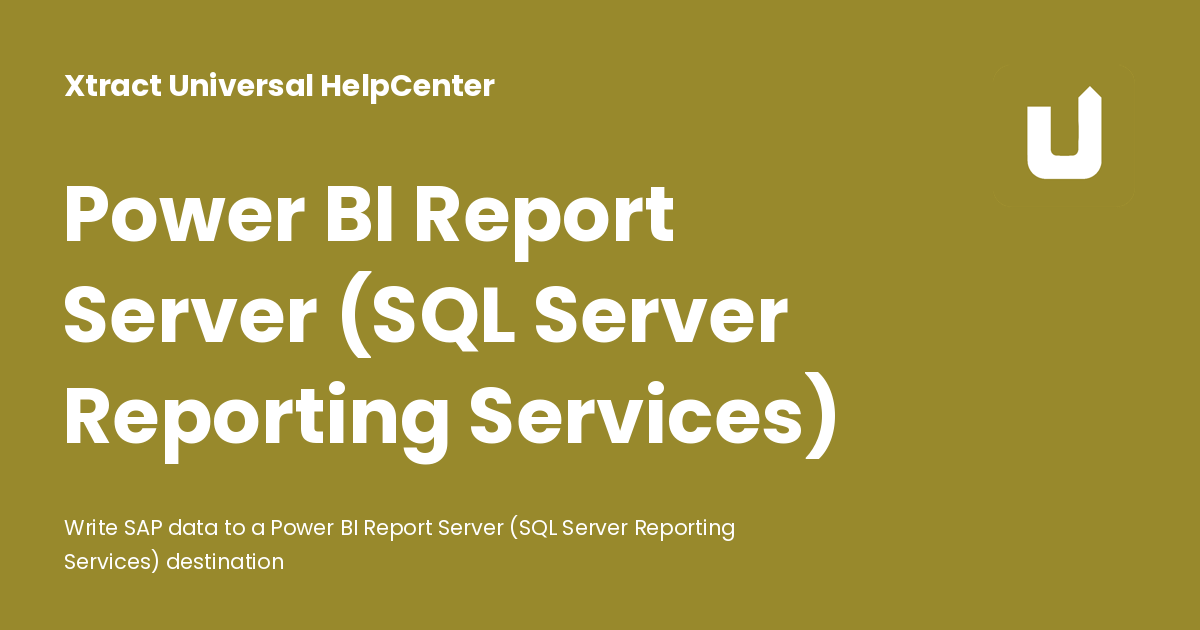 Xtract Universal HelpCenter
Power BI Report
Server (SQL Server
Reporting Services)
Write SAP data to a Power BI Report Server (SQL Server Reporting
Services) destination